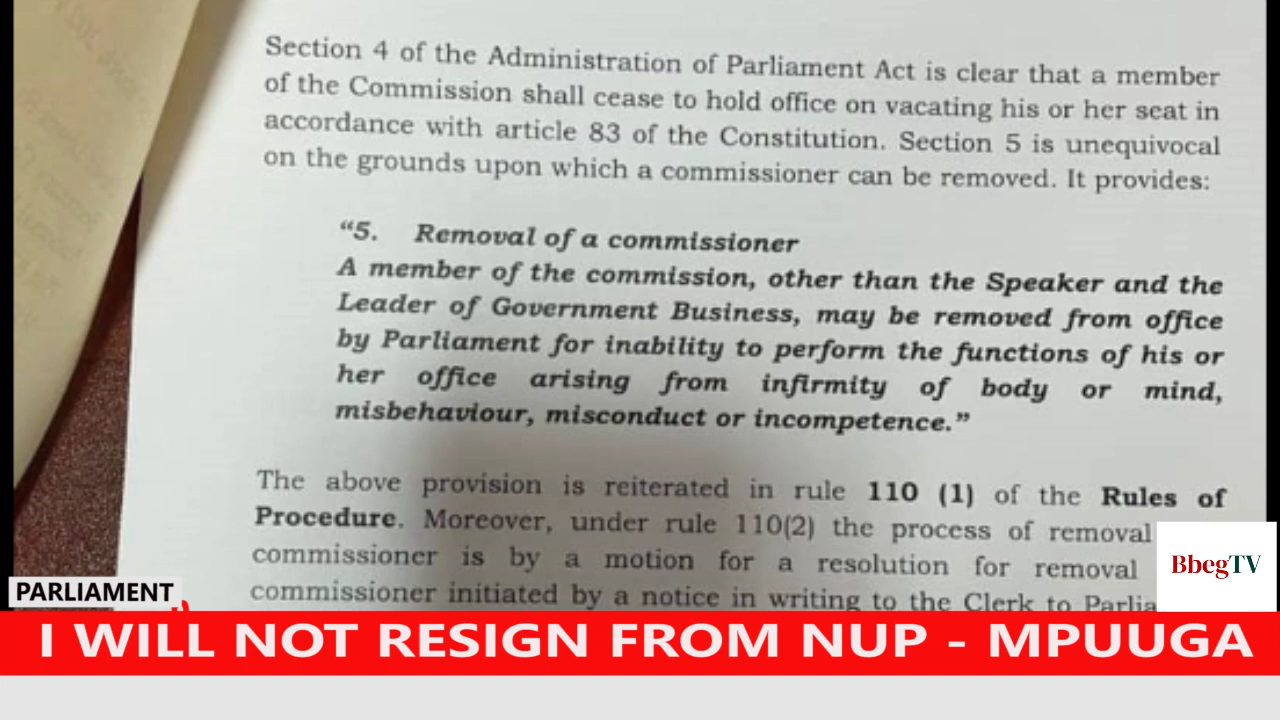 Section 4 of the Administration of Parliament Act is clear that a member
of the Commission shall cease to hold office on vacating his or her seat in
accordance with article 83 of the Constitution. Section 5 is unequivocal
on the grounds upon which a commissioner can be removed. It provides:
“5. Removal of a commissioner
A member of the commission, other than the Speaker and the
Leader of Government Business, may be removed from office
by Parliament for inability to perform the functions of his or
her office arising from infirmity of body or mind,
misbehaviour, misconduct or incompetence.”
The above provision is reiterated in rule 110 (1) of the Rules of
Procedure. Moreover, under rule 110(2) the process of removal
commissioner is by a motion for a resolution for removal
commissioner initiated by a notice in writing to the Clerk to Parlia
BbegTV
PARLIAMENT
I WILL NOT RESIGN FROM NUP - MPUUGA